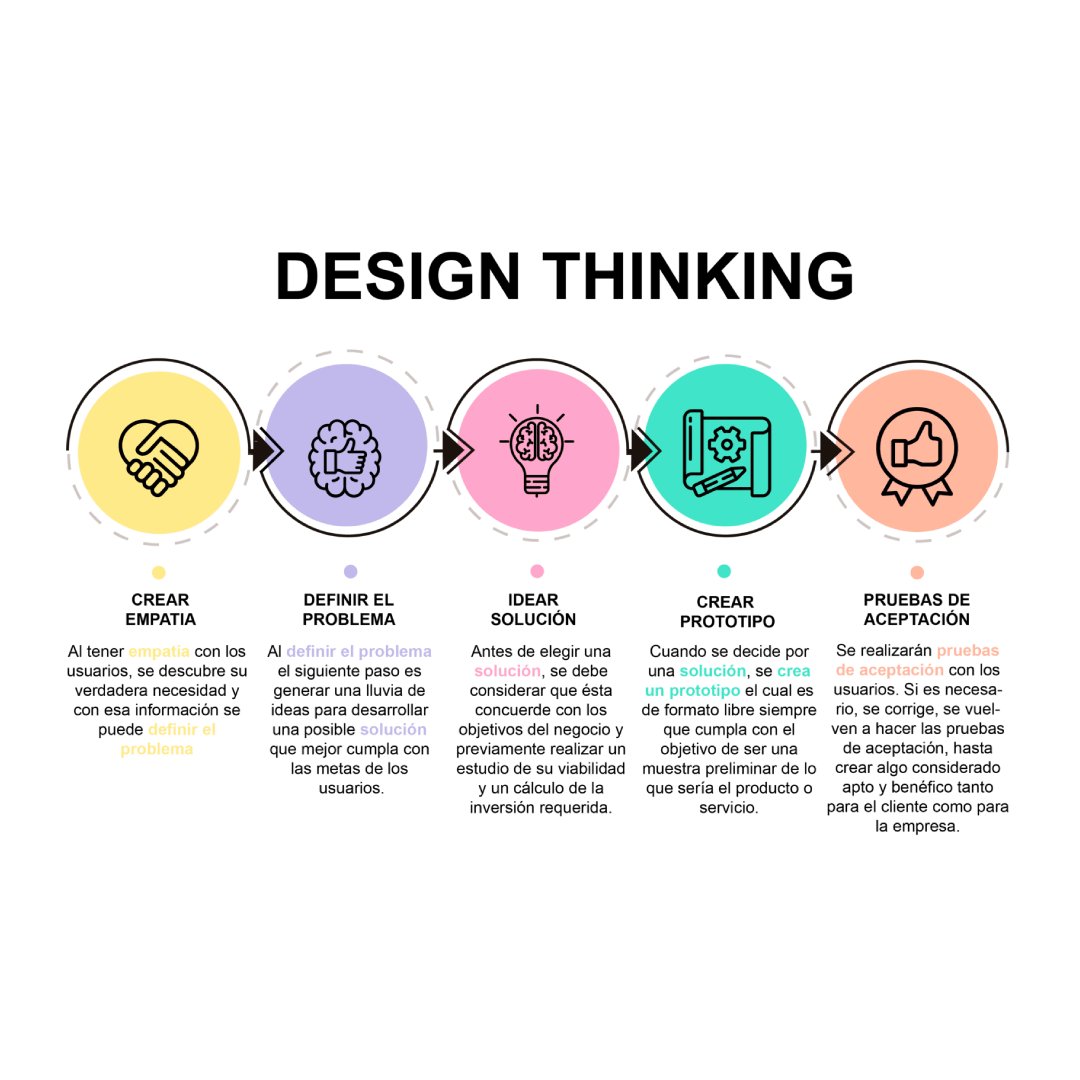 DESIGN THINKING
CREAR
EMPATIA
Al tener empatía con los
usuarios, se descubre su
verdadera necesidad y
con esa información se
puede definir el
problema
DEFINIR EL
PROBLEMA
Al definir el problema
el siguiente paso es
generar una lluvia de
ideas para desarrollar
una posible solución
que mejor cumpla con
las metas de los
usuarios.
IDEAR
SOLUCIÓN
Antes de elegir una
solución, se debe
considerar que ésta
concuerde con los
objetivos del negocio y
previamente realizar un
estudio de su viabilidad
y un cálculo de la
inversión requerida.
CREAR
PROTOTIPO
Cuando se decide por
una solución, se crea
un prototipo el cual es
de formato libre siempre
que cumpla con el
objetivo de ser una
muestra preliminar de lo
que sería el producto o
servicio.
PRUEBAS DE
ACEPTACIÓN
Se realizarán pruebas
de aceptación con los
usuarios. Si es necesa-
rio, se corrige, se vuel-
ven a hacer las pruebas
de aceptación, hasta
crear algo considerado
apto y benéfico tanto
para el cliente como para
la empresa.